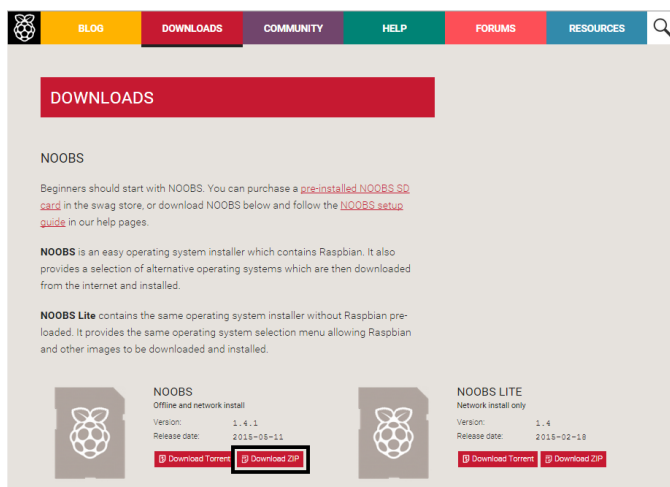 BLOG DOWNLOADS COMMUNITY HELP FORUMS RESOURCES
DOWNLOADS
NOOBS
Beginners should start with NOOBS. You can purchase a pre-installed NOOBS SD
card in the swag store, or download NOOBS below and follow the NOOBS setup
guide in our help pages.
NOOBS is an easy operating system installer which contains Raspbian. It also
provides a selection of alternative operating systems which are then downloaded
from the internet and installed.
NOOBS Lite contains the same operating system installer without Raspbian pre-
loaded. It provides the same operating system selection menu allowing Raspbian
and other images to be downloaded and installed.
NOOBS
Offline and network install
Version: 1.4.1
Release date: 2015-05-11
Download Torrent Download ZIP
NOOBS LITE
Network install only
Version: 1.4
Release date: 2015-02-18
Download Torrent Download ZIP